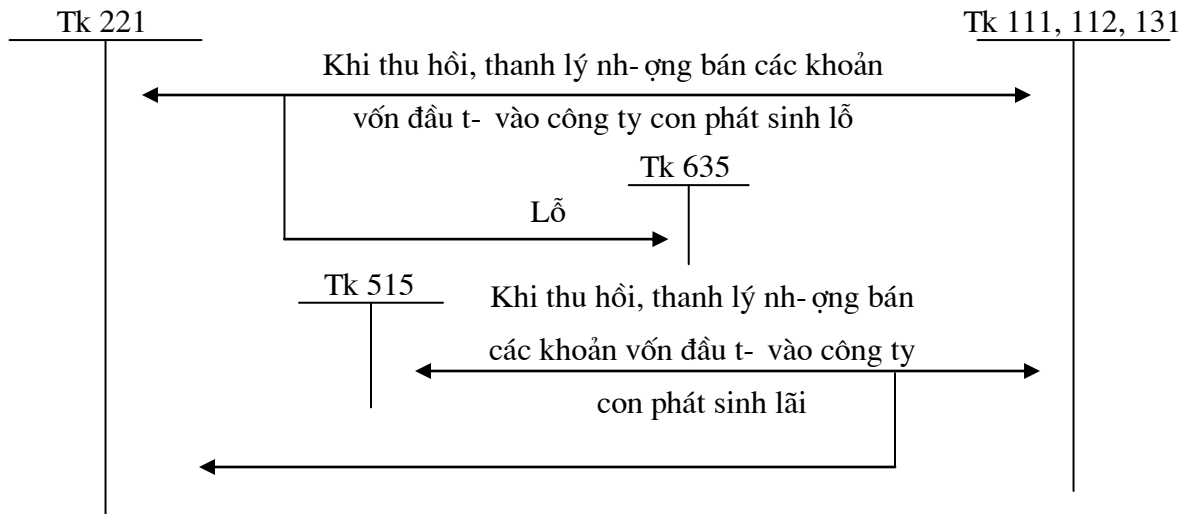 Tk 221
Tk 111, 112, 131
Khi thu hồi, thanh lý nh- ợng bán các khoản
vốn đầu t- vào công ty con phát sinh lỗ
Tk 635
Lỗ
Tk 515
Khi thu hồi, thanh lý nh- ợng bán
các khoản vốn đầu t- vào công ty
con phát sinh lãi